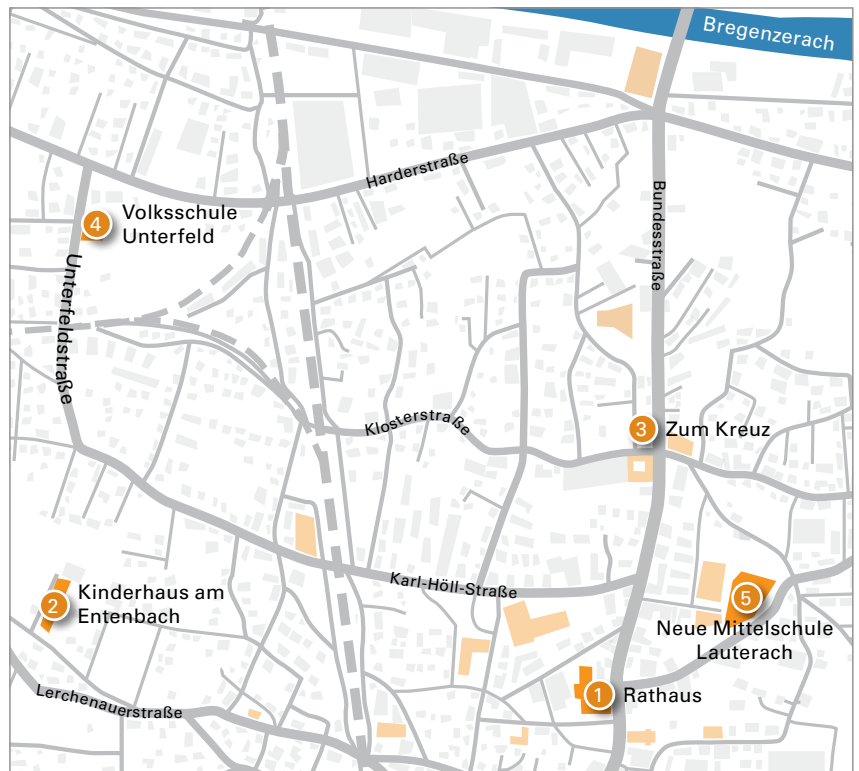 Bregenzerach
Harderstraße
Bundesstraße
4
Volksschule
Unterfeld
Unterfeldstraße
Klosterstraße
3
Zum Kreuz
Karl-Höll-Straße
2
Kinderhaus am
Entenbach
5
Neue Mittelschule
Lauterach
Lerchenauerstraße
1
Rathaus